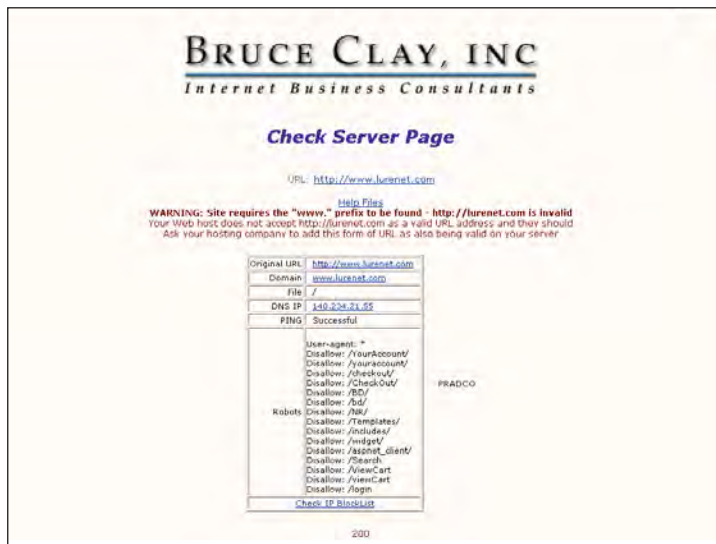 BRUCE CLAY, INC
Internet Business Consultants
Check Server Page
URL: http://www.lurenet.com
Help Files
WARNING: Site requires the "www." prefix to be found - http://lurenet.com is invalid
Your Web host does not accept http://lurenet.com as a valid URL address and they should
Ask your hosting company to add this form of URL as also being valid on your server
Original URL http://www.lurenet.com
Domain www.lurenet.com
File /
DNS IP 140.234.21.55
PING Successful
User-agent: *
Disallow: /YourAccount/
Disallow: /youraccount/
Disallow: /checkout/
Disallow: /CheckOut/
Disallow: /BD/ PRADCO
Disallow: /bd/
Disallow: /NR/
Robots Disallow: /Templates/
Disallow: /includes/
Disallow: /widget/
Disallow: /aspnet_client/
Disallow: /Search
Disallow: /ViewCart
Disallow: /viewCart
Disallow: /login
Check IP BlockList
200